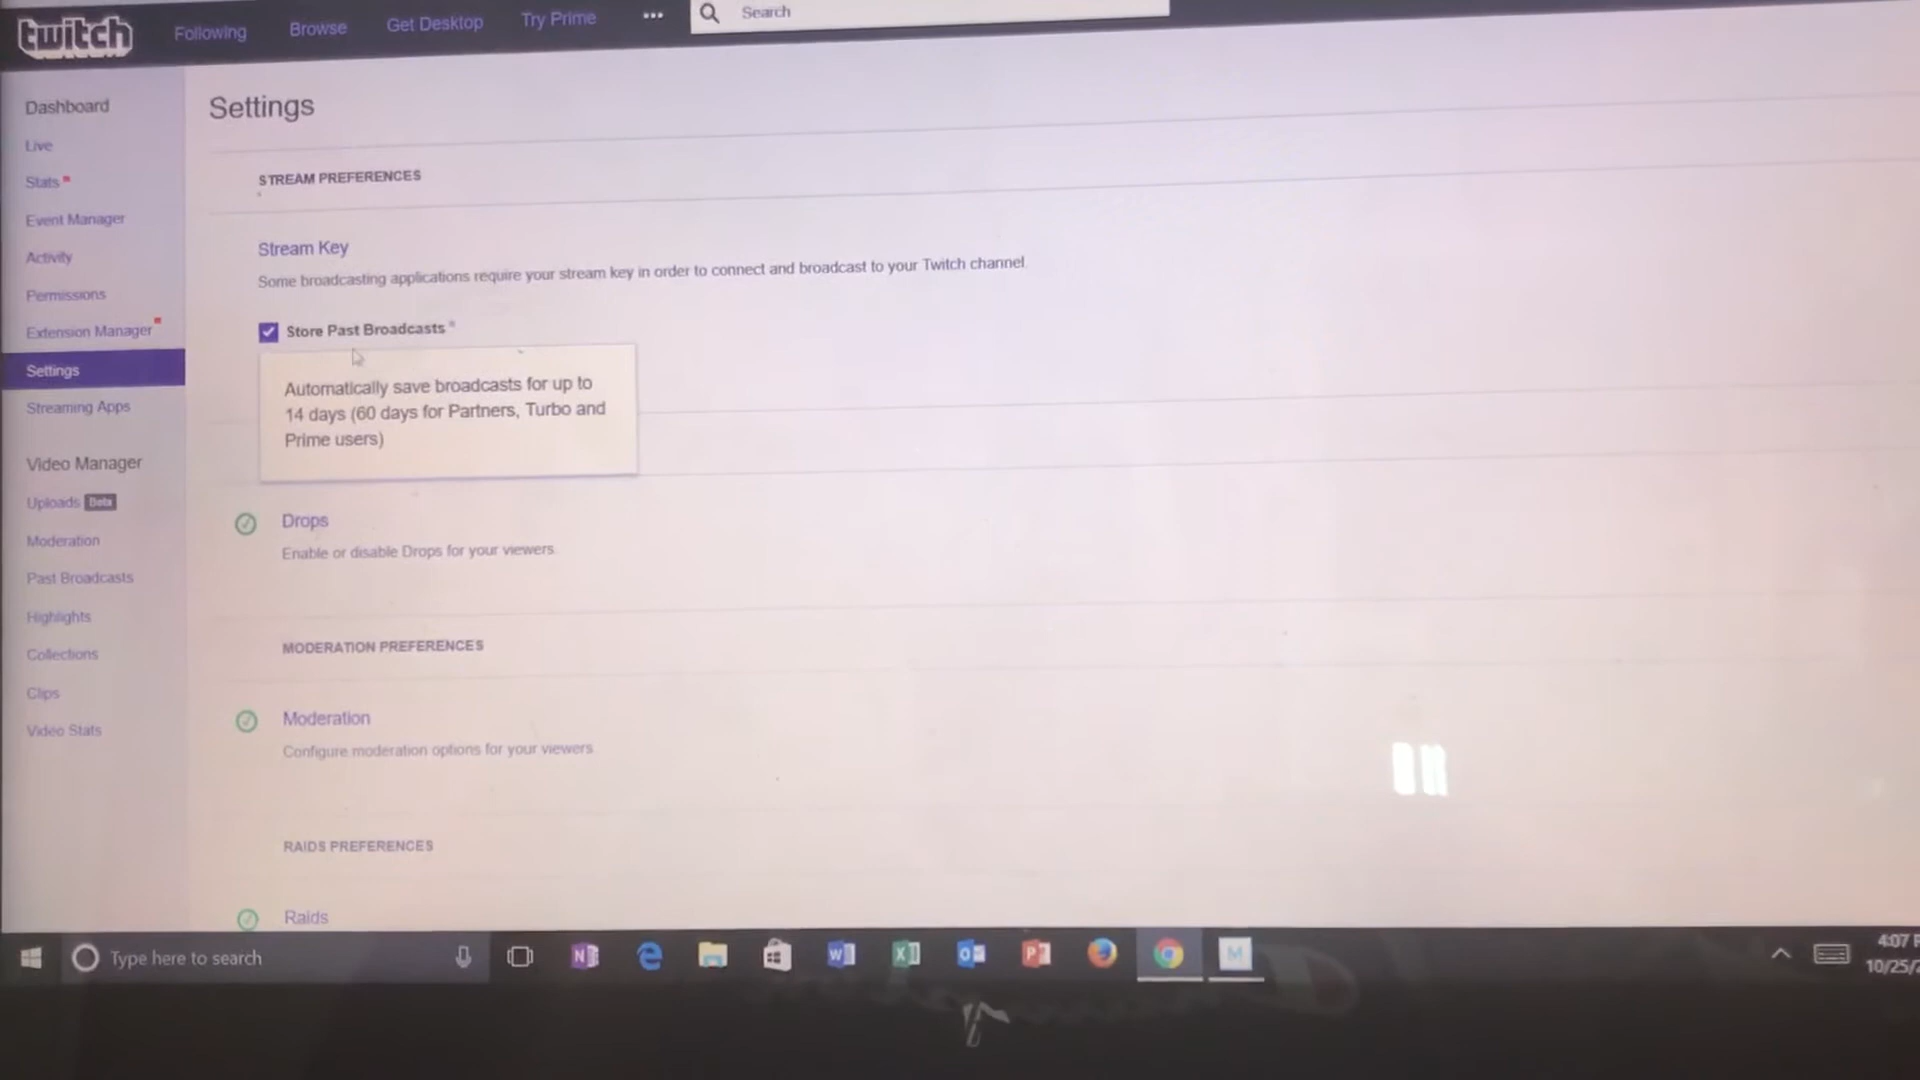 twitch Following Browse Get Desktop Try Prime Search
Dashboard
Live
Stats
Event Manager
Activity
Permissions
Extension Manager
Settings
Streaming Apps
Video Manager
Uploads Beta
Moderation
Past Broadcasts
Highlights
Collections
Clips
Video Stats
Settings
STREAM PREFERENCES
Stream Key
Some broadcasting applications require your stream key in order to connect and broadcast to your Twitch channel.
Store Past Broadcasts
Automatically save broadcasts for up to
14 days (60 days for Partners, Turbo and
Prime users)
Drops
Enable or disable Drops for your viewers.
MODERATION PREFERENCES
Moderation
Configure moderation options for your viewers
RAIDS PREFERENCES
Raids
Type here to search
4:07 P
10/25/2